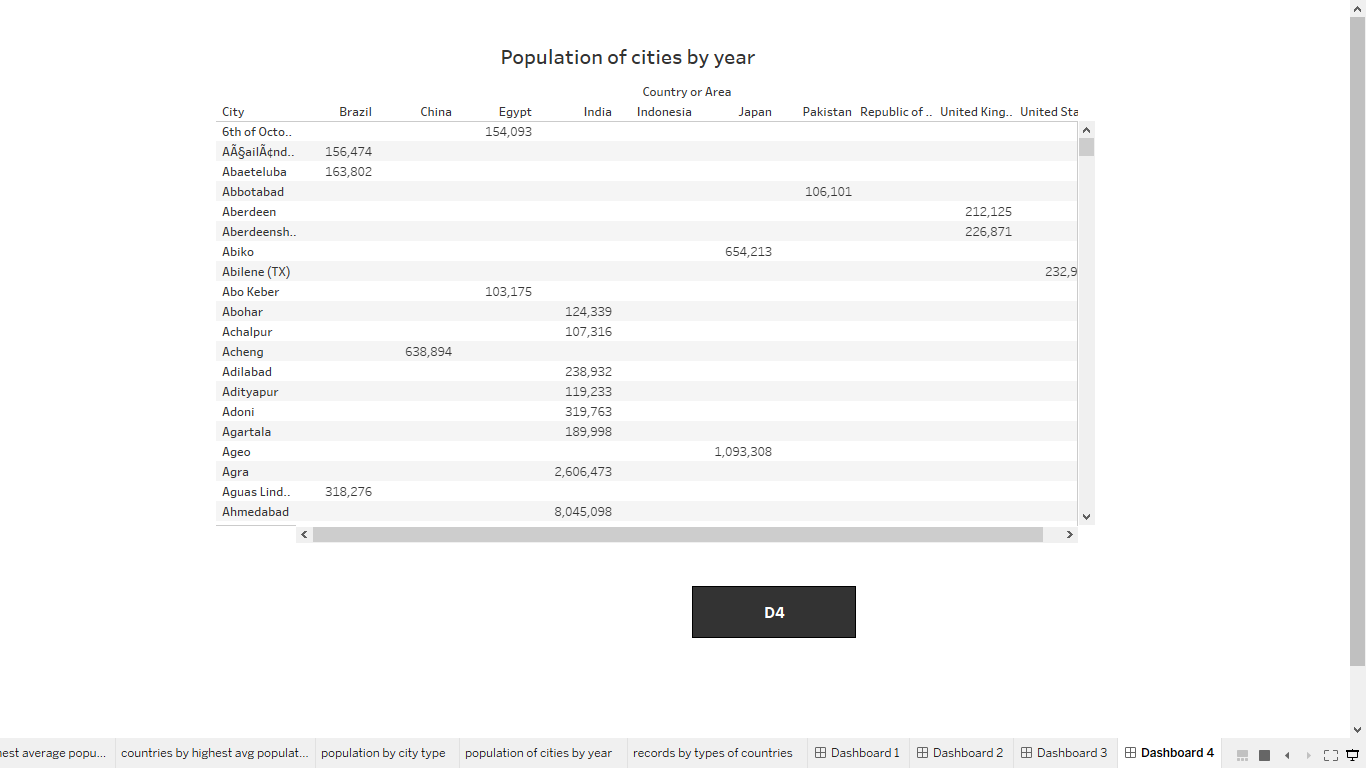 Population of cities by year
Country or Area
City Brazil China Egypt India Indonesia Japan Pakistan Republic of .. United King.. United Sta
6th of Octo.. 154,093
AÃ§ailÃ¢nd.. 156,474
Abaeteluba 163,802
Abbotabad 106,101
Aberdeen 212,125
Aberdeensh.. 226,871
Abiko 654,213
Abilene (TX) 232,9
Abo Keber 103,175
Abohar 124,339
Achalpur 107,316
Acheng 638,894
Adilabad 238,932
Adityapur 119,233
Adoni 319,763
Agartala 189,998
Ageo 1,093,308
Agra 2,606,473
Aguas Lind.. 318,276
Ahmedabad 8,045,098
D4
nest average popu... countries by highest avg populat... population by city type population of cities by year records by types of countries Dashboard 1 Dashboard 2 Dashboard 3 Dashboard 4